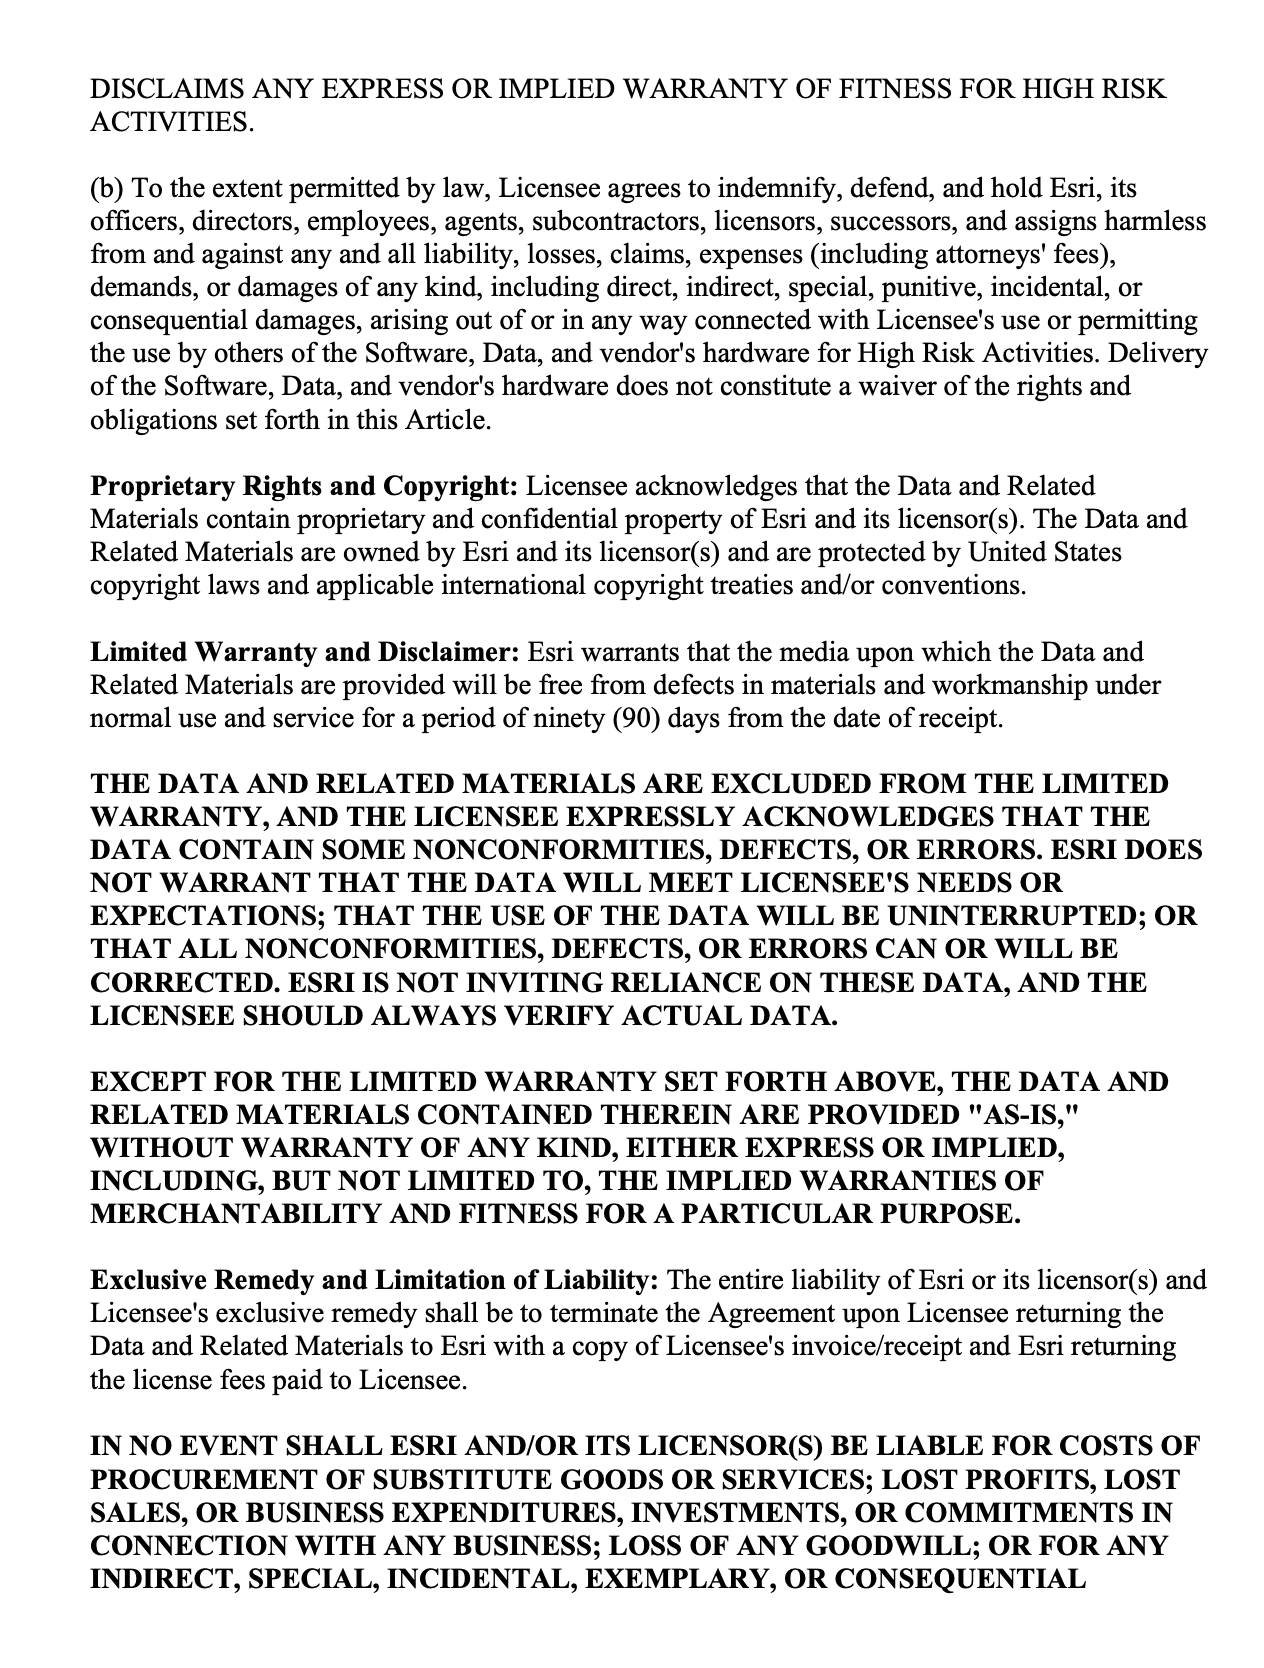 DISCLAIMS ANY EXPRESS OR IMPLIED WARRANTY OF FITNESS FOR HIGH RISK
ACTIVITIES.
(b) To the extent permitted by law, Licensee agrees to indemnify, defend, and hold Esri, its
officers, directors, employees, agents, subcontractors, licensors, successors, and assigns harmless
from and against any and all liability, losses, claims, expenses (including attorneys' fees),
demands, or damages of any kind, including direct, indirect, special, punitive, incidental, or
consequential damages, arising out of or in any way connected with Licensee's use or permitting
the use by others of the Software, Data, and vendor's hardware for High Risk Activities. Delivery
of the Software, Data, and vendor's hardware does not constitute a waiver of the rights and
obligations set forth in this Article.
Proprietary Rights and Copyright: Licensee acknowledges that the Data and Related
Materials contain proprietary and confidential property of Esri and its licensor(s). The Data and
Related Materials are owned by Esri and its licensor(s) and are protected by United States
copyright laws and applicable international copyright treaties and/or conventions.
Limited Warranty and Disclaimer: Esri warrants that the media upon which the Data and
Related Materials are provided will be free from defects in materials and workmanship under
normal use and service for a period of ninety (90) days from the date of receipt.
THE DATA AND RELATED MATERIALS ARE EXCLUDED FROM THE LIMITED
WARRANTY, AND THE LICENSEE EXPRESSLY ACKNOWLEDGES THAT THE
DATA CONTAIN SOME NONCONFORMITIES, DEFECTS, OR ERRORS. ESRI DOES
NOT WARRANT THAT THE DATA WILL MEET LICENSEE'S NEEDS OR
EXPECTATIONS; THAT THE USE OF THE DATA WILL BE UNINTERRUPTED; OR
THAT ALL NONCONFORMITIES, DEFECTS, OR ERRORS CAN OR WILL BE
CORRECTED. ESRI IS NOT INVITING RELIANCE ON THESE DATA, AND THE
LICENSEE SHOULD ALWAYS VERIFY ACTUAL DATA.
EXCEPT FOR THE LIMITED WARRANTY SET FORTH ABOVE, THE DATA AND
RELATED MATERIALS CONTAINED THEREIN ARE PROVIDED "AS-IS,"
WITHOUT WARRANTY OF ANY KIND, EITHER EXPRESS OR IMPLIED,
INCLUDING, BUT NOT LIMITED TO, THE IMPLIED WARRANTIES OF
MERCHANTABILITY AND FITNESS FOR A PARTICULAR PURPOSE.
Exclusive Remedy and Limitation of Liability: The entire liability of Esri or its licensor(s) and
Licensee's exclusive remedy shall be to terminate the Agreement upon Licensee returning the
Data and Related Materials to Esri with a copy of Licensee's invoice/receipt and Esri returning
the license fees paid to Licensee.
IN NO EVENT SHALL ESRI AND/OR ITS LICENSOR(S) BE LIABLE FOR COSTS OF
PROCUREMENT OF SUBSTITUTE GOODS OR SERVICES; LOST PROFITS, LOST
SALES, OR BUSINESS EXPENDITURES, INVESTMENTS, OR COMMITMENTS IN
CONNECTION WITH ANY BUSINESS; LOSS OF ANY GOODWILL; OR FOR ANY
INDIRECT, SPECIAL, INCIDENTAL, EXEMPLARY, OR CONSEQUENTIAL